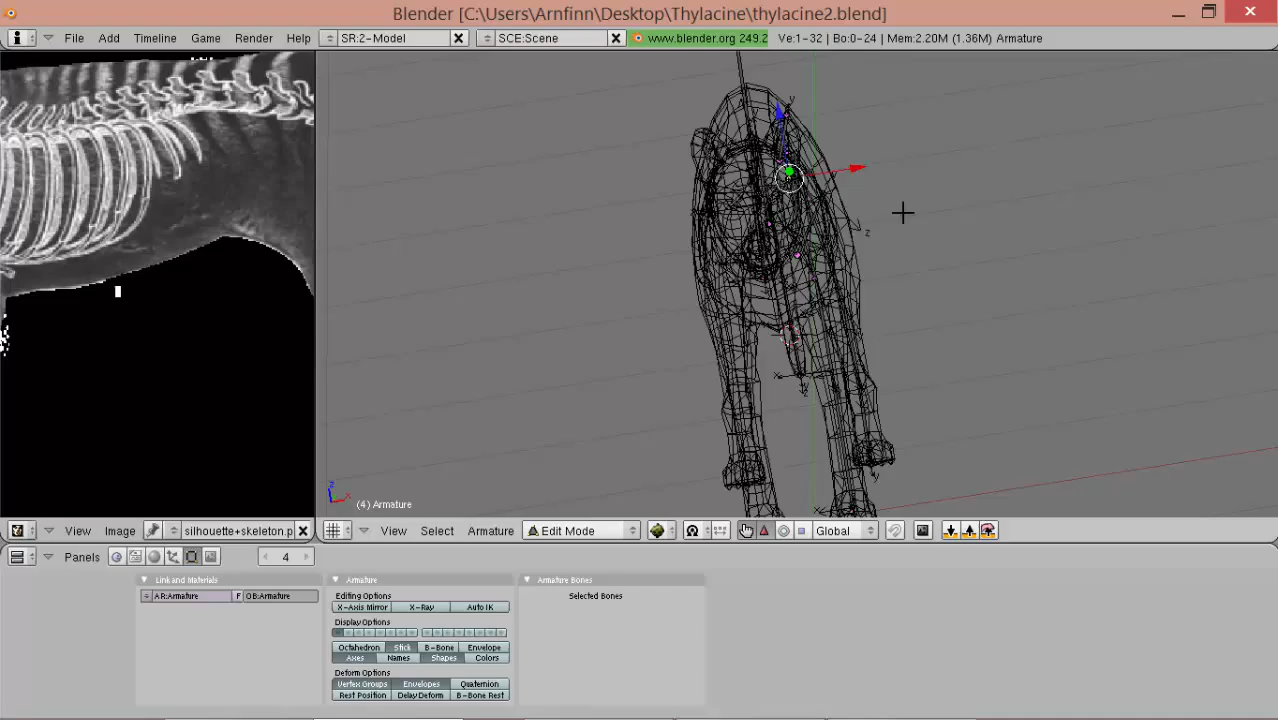 Blender [C:\Users\Arnfinn\Desktop\Thylacine\thylacine2.blend]
File Add Timeline Game Render Help SR:2-Model SCE:Scene www.blender.org 249.2 Ve:1-32 | Bo:0-24 | Mem:2.20M (1.36M) Armature
y
z
x
y
z
x
(4) Armature
View Image silhouette+skeleton.p View Select Armature Edit Mode Global
Panels 4
Link and Materials Armature Armature Bones
AR:Armature F OB:Armature Editing Options Selected Bones
X-Axis Mirror X-Ray Auto IK
Display Options
Octahedron Stick B-Bone Envelope
Axes Names Shapes Colors
Deform Options
Vertex Groups Envelopes Quaternion
Rest Position Delay Deform B-Bone Rest